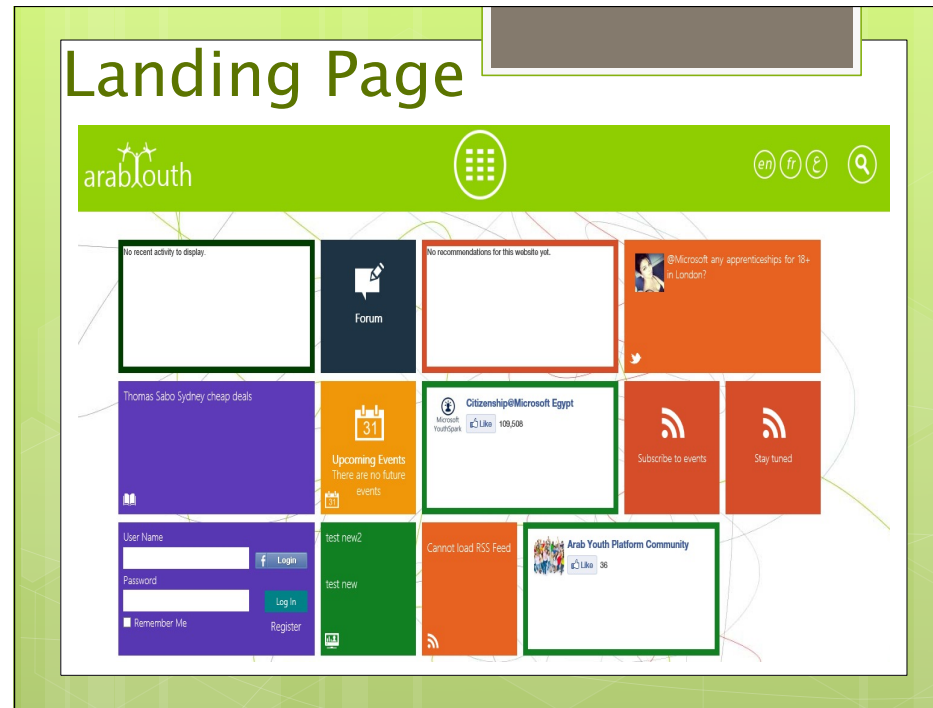 Landing Page
arabYouth
en fr ع
No recent activity to display.
Forum
No recommendations for this website yet.
@Microsoft any apprenticeships for 18+
in London?
Thomas Sabo Sydney cheap deals
31
Upcoming Events
There are no future
events
31
Microsoft
YouthSpark
Citizenship@Microsoft Egypt
Like 109,508
Subscribe to events
Stay tuned
User Name
f Login
Password
Log In
Remember Me
Register
test new2
test new
Cannot load RSS Feed
Arab Youth Platform Community
Like 36